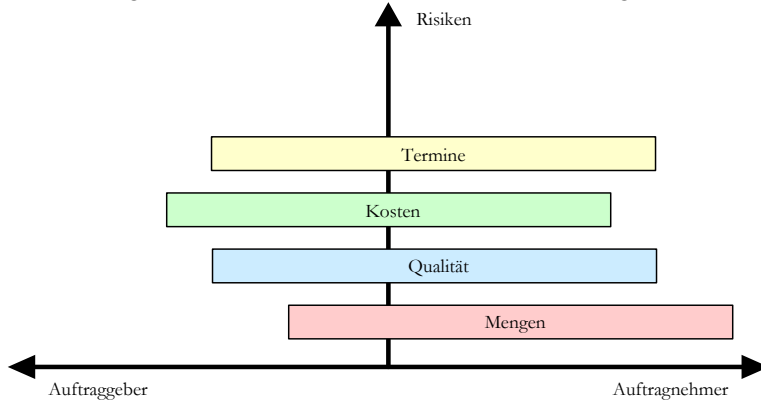 Risiken
Termine
Kosten
Qualität
Mengen
Auftraggeber
Auftragnehmer